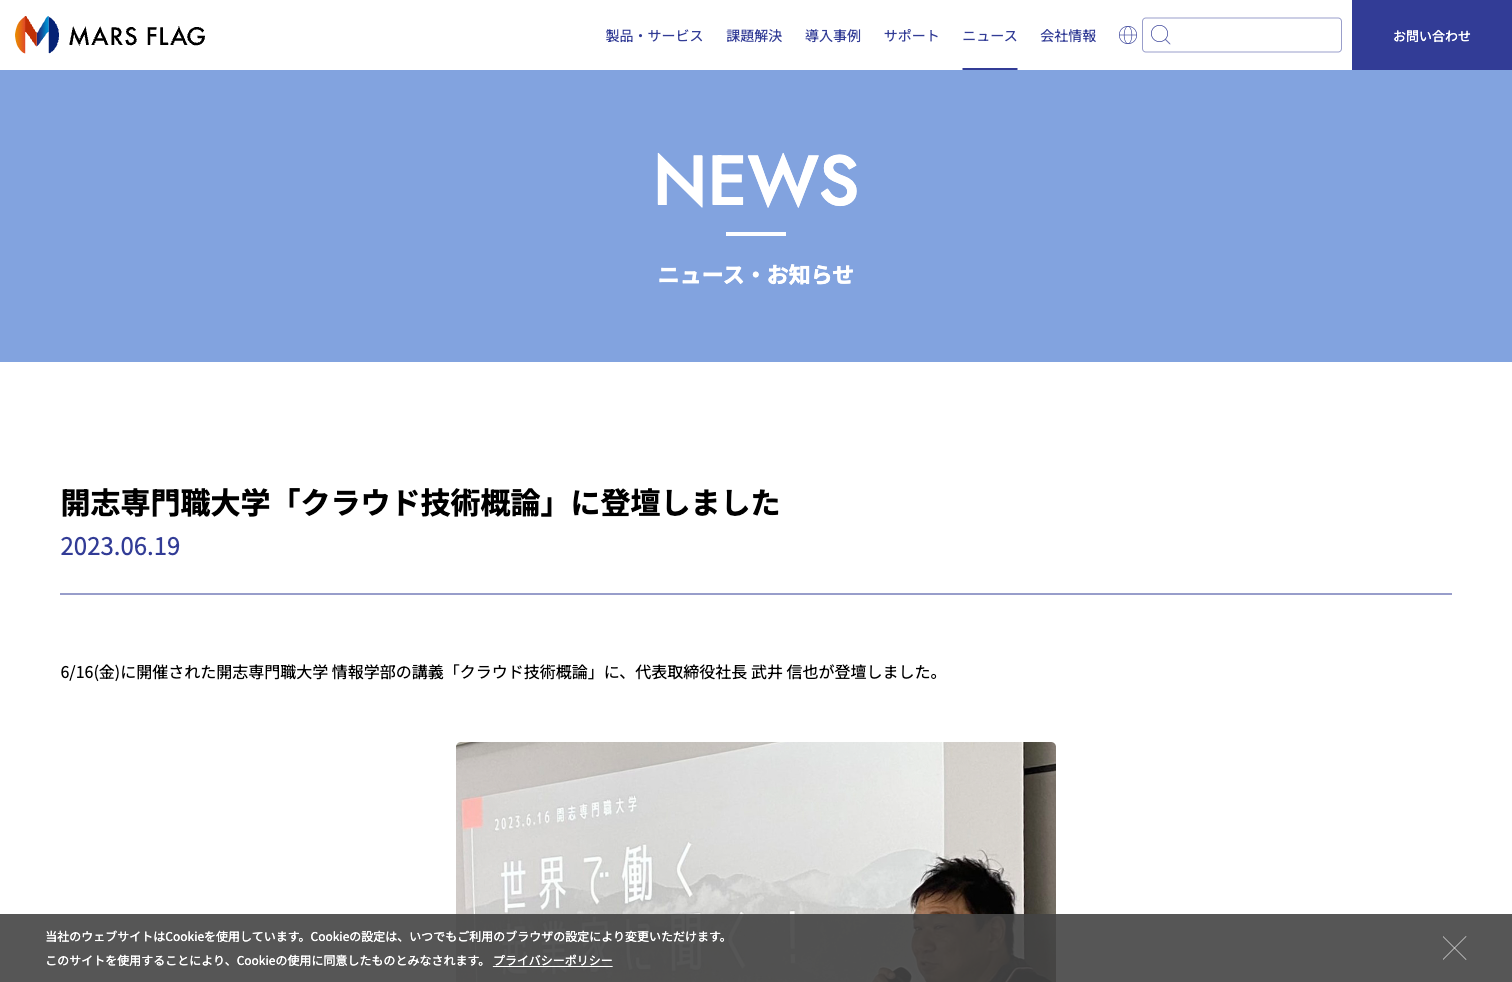 MARS FLAG
製品・サービス 課題解決 導入事例 サポート ニュース 会社情報 お問い合わせ
NEWS
ニュース・お知らせ
開志専門職大学「クラウド技術概論」に登壇しました
2023.06.19
6/16(金)に開催された開志専門職大学 情報学部の講義「クラウド技術概論」に、代表取締役社長 武井 信也が登壇しました。
2023.6.16 開志専門職大学
世界で働く
当社のウェブサイトはCookieを使用しています。Cookieの設定は、いつでもご利用のブラウザの設定により変更いただけます。
このサイトを使用することにより、Cookieの使用に同意したものとみなされます。 プライバシーポリシー